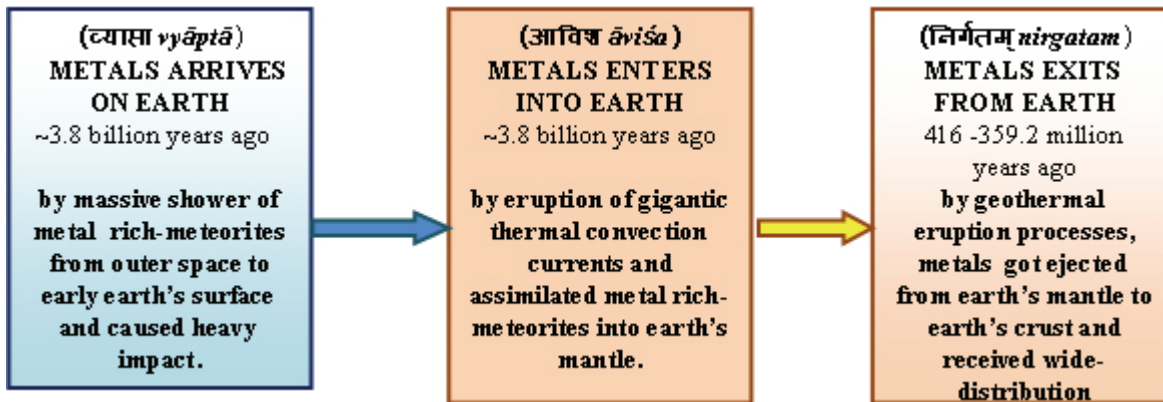 (व्याप्ता vyāptā)
METALS ARRIVES
ON EARTH
~3.8 billion years ago
by massive shower of
metal rich-meteorites
from outer space to
early earth's surface
and caused heavy
impact.
(आविश āviśa)
METALS ENTERS
INTO EARTH
~3.8 billion years ago
by eruption of gigantic
thermal convection
currents and
assimilated metal rich-
meteorites into earth's
mantle.
(निर्गतम् nirgatam)
METALS EXITS
FROM EARTH
416 -359.2 million
years ago
by geothermal
eruption processes,
metals got ejected
from earth's mantle to
earth's crust and
received wide-
distribution